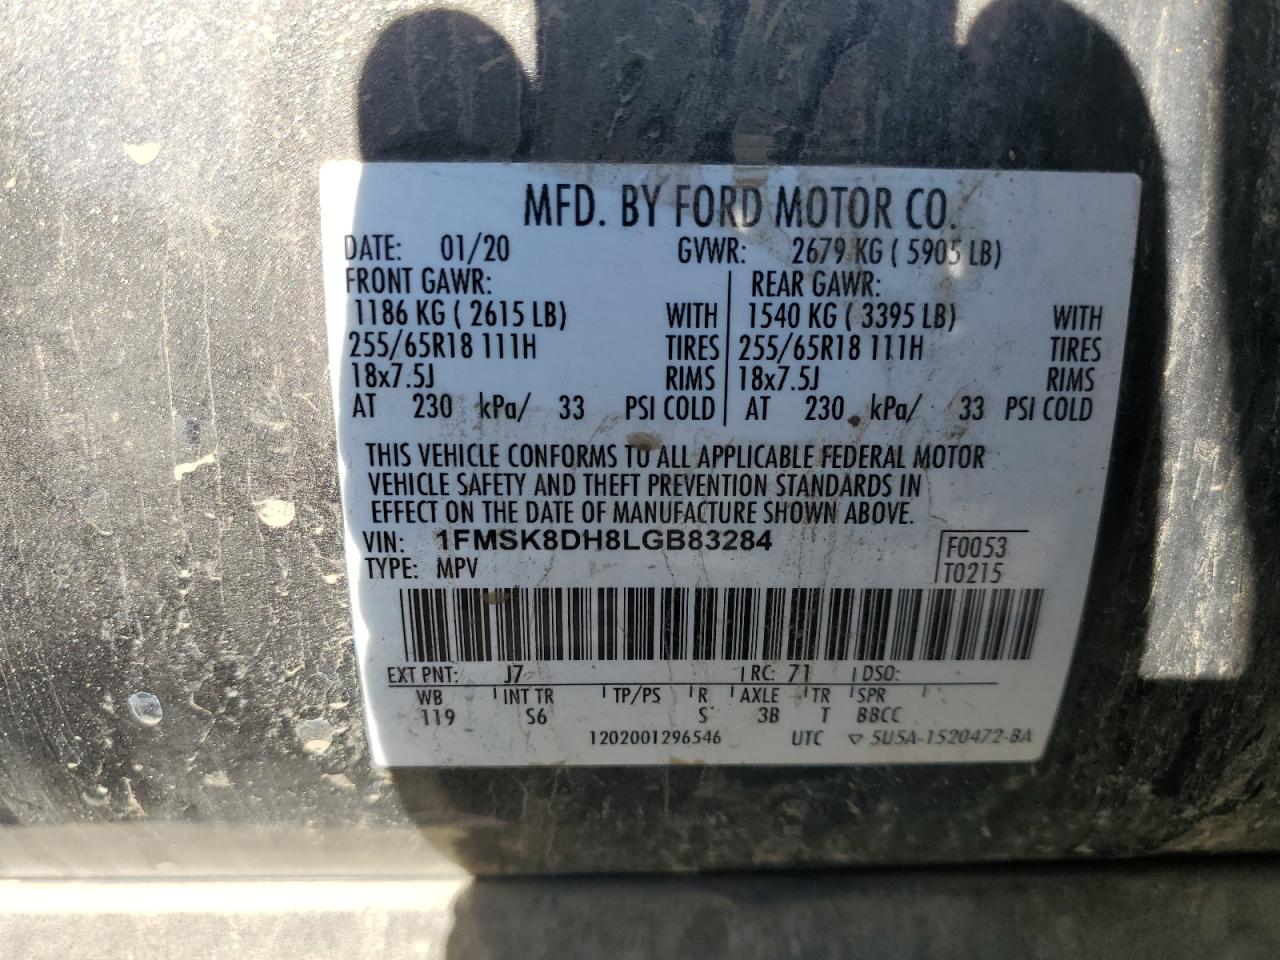 MFD. BY FORD MOTOR CO.
DATE: 01/20 GVWR: 2679 KG ( 5905 LB)
FRONT GAWR: REAR GAWR:
1186 KG ( 2615 LB) WITH 1540 KG ( 3395 LB) WITH
255/65R18 111H TIRES 255/65R18 111H TIRES
18x7.5J RIMS 18x7.5J RIMS
AT 230 kPa/ 33 PSI COLD AT 230 kPa/ 33 PSI COLD
THIS VEHICLE CONFORMS TO ALL APPLICABLE FEDERAL MOTOR
VEHICLE SAFETY AND THEFT PREVENTION STANDARDS IN
EFFECT ON THE DATE OF MANUFACTURE SHOWN ABOVE.
VIN: 1FMSK8DH8LGB83284 F0053
TYPE: MPV T0215
EXT PNT: J7 RC: 71 DSO:
WB INT TR TP/PS R AXLE TR SPR
119 S6 S 3B T BBCC
1202001296546 UTC ▽ 5U5A-1520472-BA